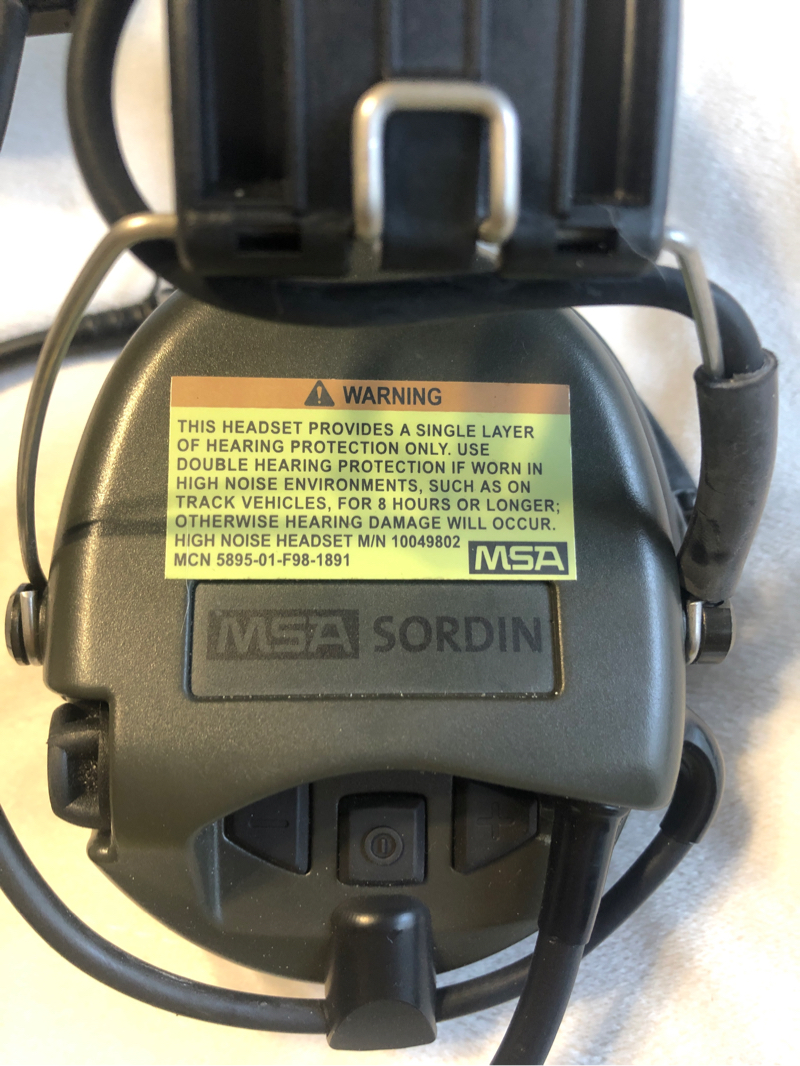 WARNING
THIS HEADSET PROVIDES A SINGLE LAYER
OF HEARING PROTECTION ONLY. USE
DOUBLE HEARING PROTECTION IF WORN IN
HIGH NOISE ENVIRONMENTS, SUCH AS ON
TRACK VEHICLES, FOR 8 HOURS OR LONGER;
OTHERWISE HEARING DAMAGE WILL OCCUR.
HIGH NOISE HEADSET M/N 10049802
MCN 5895-01-F98-1891
MSA
MSA SORDIN